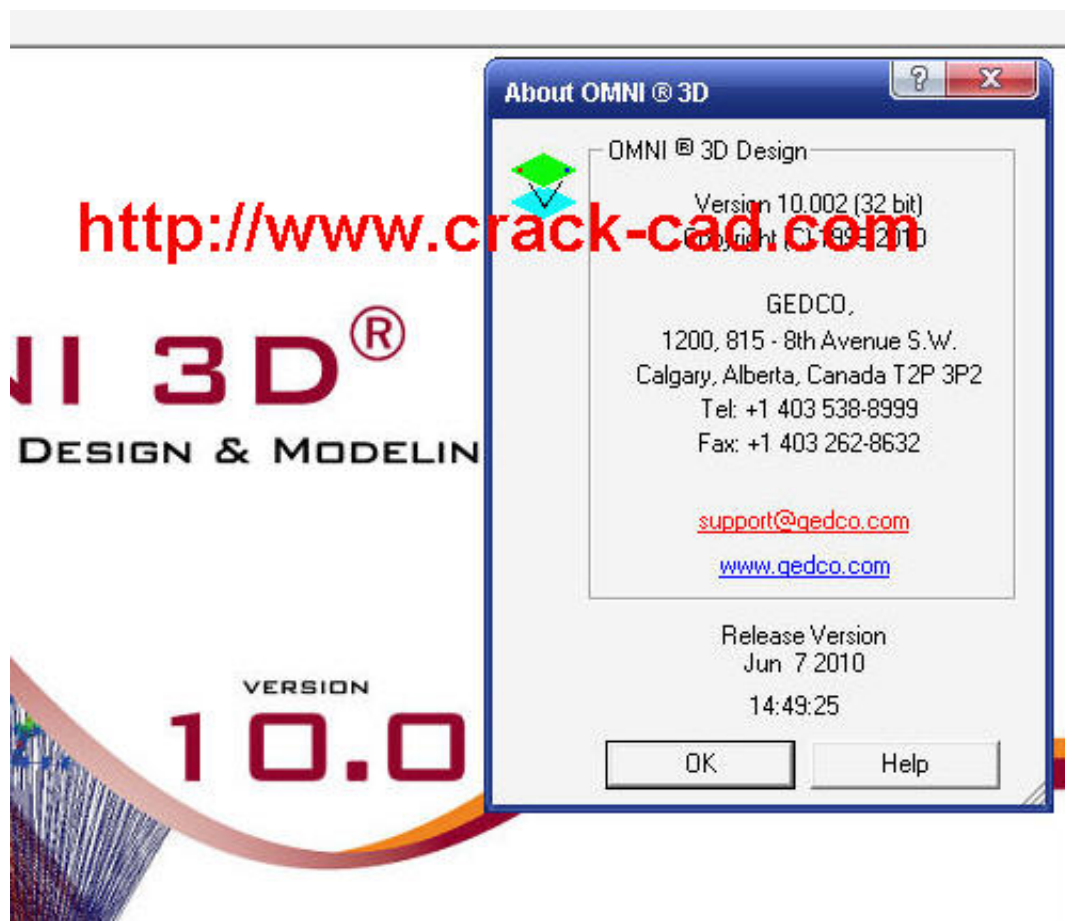 About OMNI ® 3D
OMNI ® 3D Design
Version 10.002 (32 bit)
http://www.crack-cad.com
Copyright (C) 1995-2010
GEDCO,
1200, 815 - 8th Avenue S.W.
Calgary, Alberta, Canada T2P 3P2
Tel: +1 403 538-8999
Fax: +1 403 262-8632
support@gedco.com
www.gedco.com
Release Version
Jun 7 2010
14:49:25
OK
Help
NI 3D®
DESIGN & MODELIN
VERSION
10.0